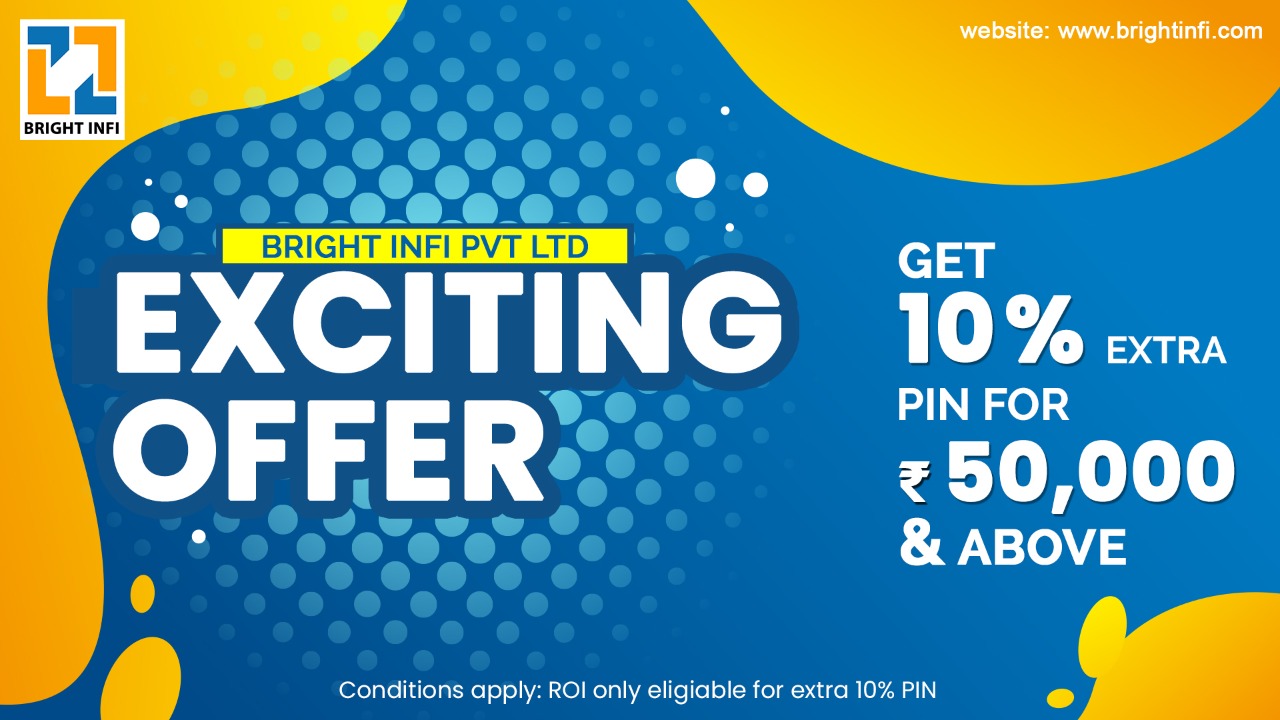 BRIGHT INFI
website: www.brightinfi.com
BRIGHT INFI PVT LTD
EXCITING
OFFER
GET
10% EXTRA
PIN FOR
₹ 50,000
& ABOVE
Conditions apply: ROI only eligiable for extra 10% PIN